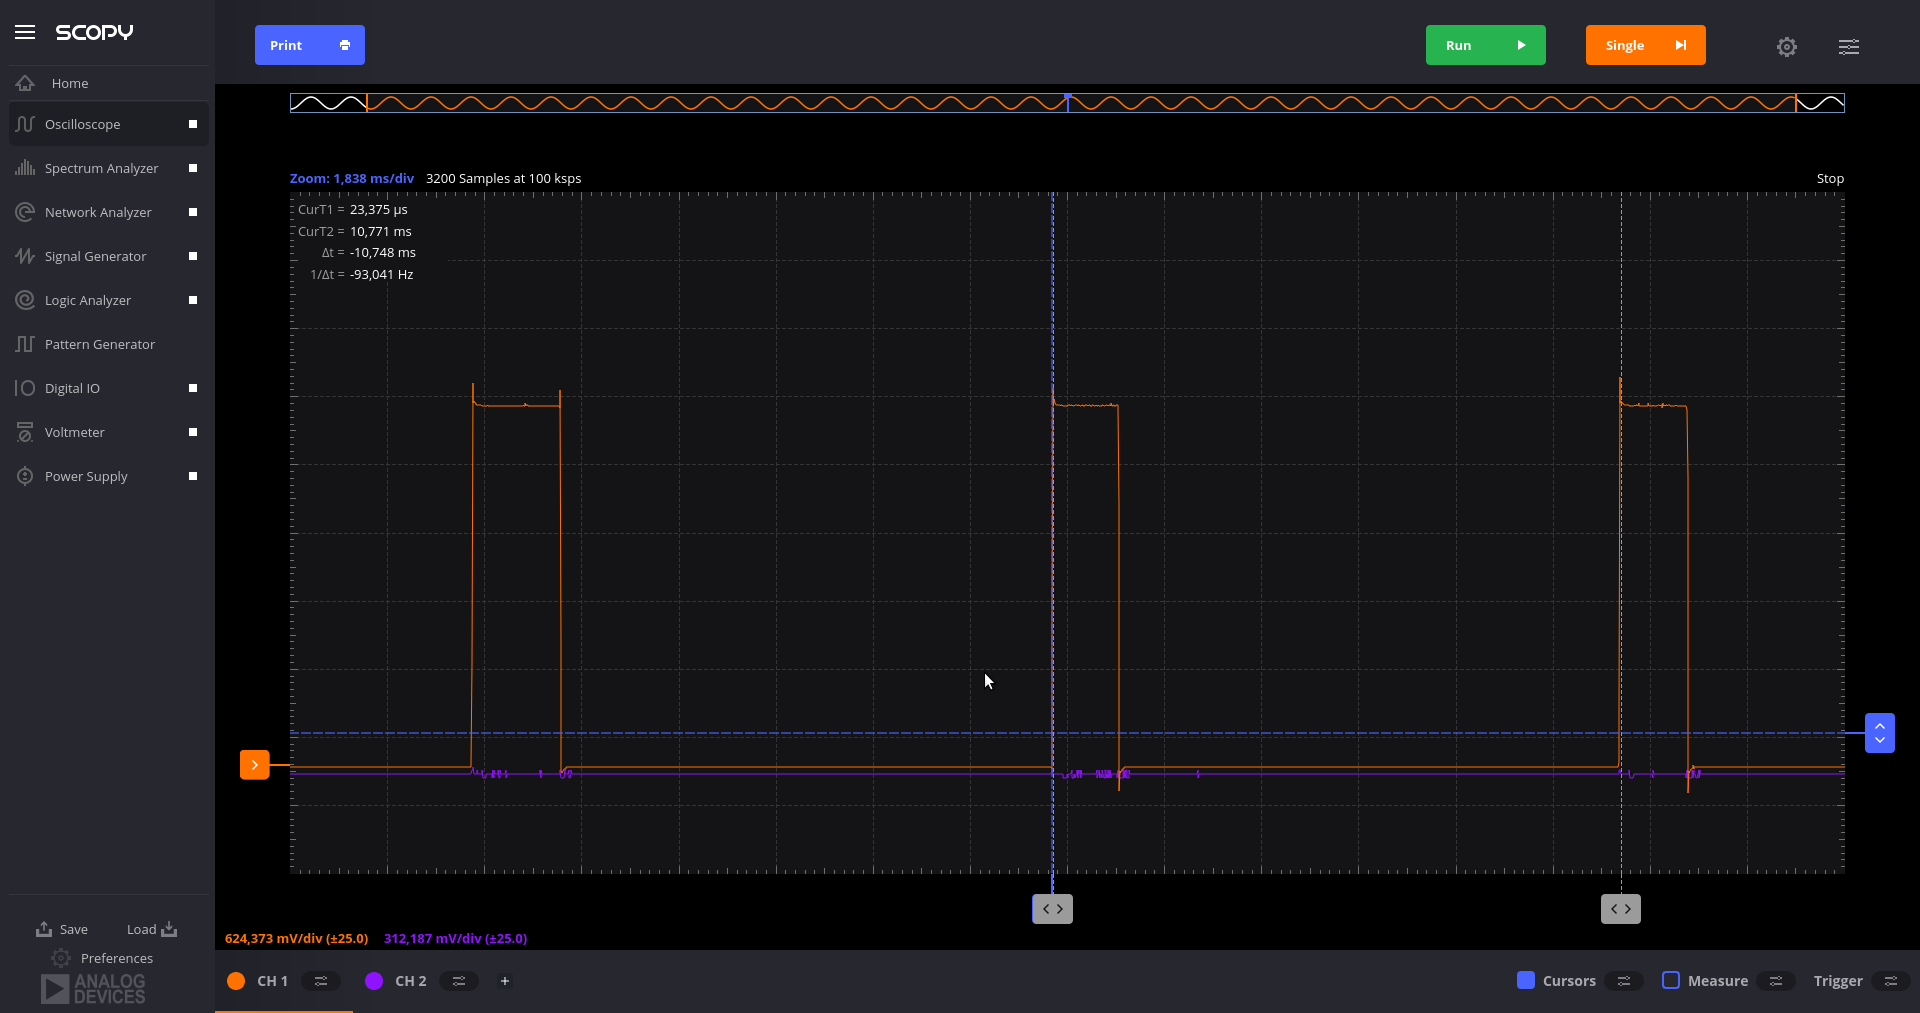 SCOPY
Print
Run
Single
Home
Oscilloscope
Spectrum Analyzer
Network Analyzer
Signal Generator
Logic Analyzer
Pattern Generator
Digital IO
Voltmeter
Power Supply
Zoom: 1,838 ms/div 3200 Samples at 100 ksps
Stop
CurT1 = 23,375 µs
CurT2 = 10,771 ms
Δt = -10,748 ms
1/Δt = -93,041 Hz
Save
Load
Preferences
ANALOG
DEVICES
624,373 mV/div (±25.0) 312,187 mV/div (±25.0)
CH 1
CH 2
+
Cursors
Measure
Trigger